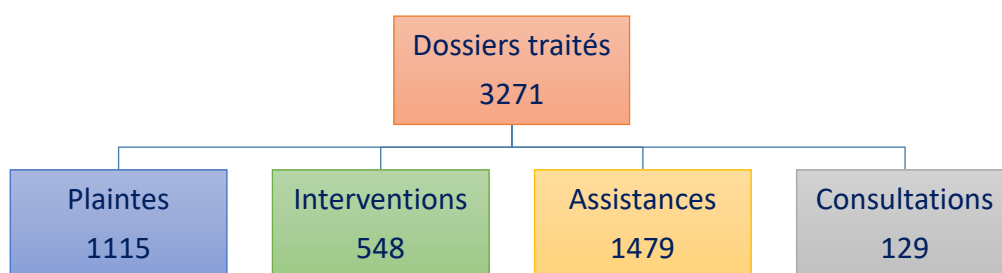 Dossiers traités
3271
Plaintes
1115
Interventions
548
Assistances
1479
Consultations
129